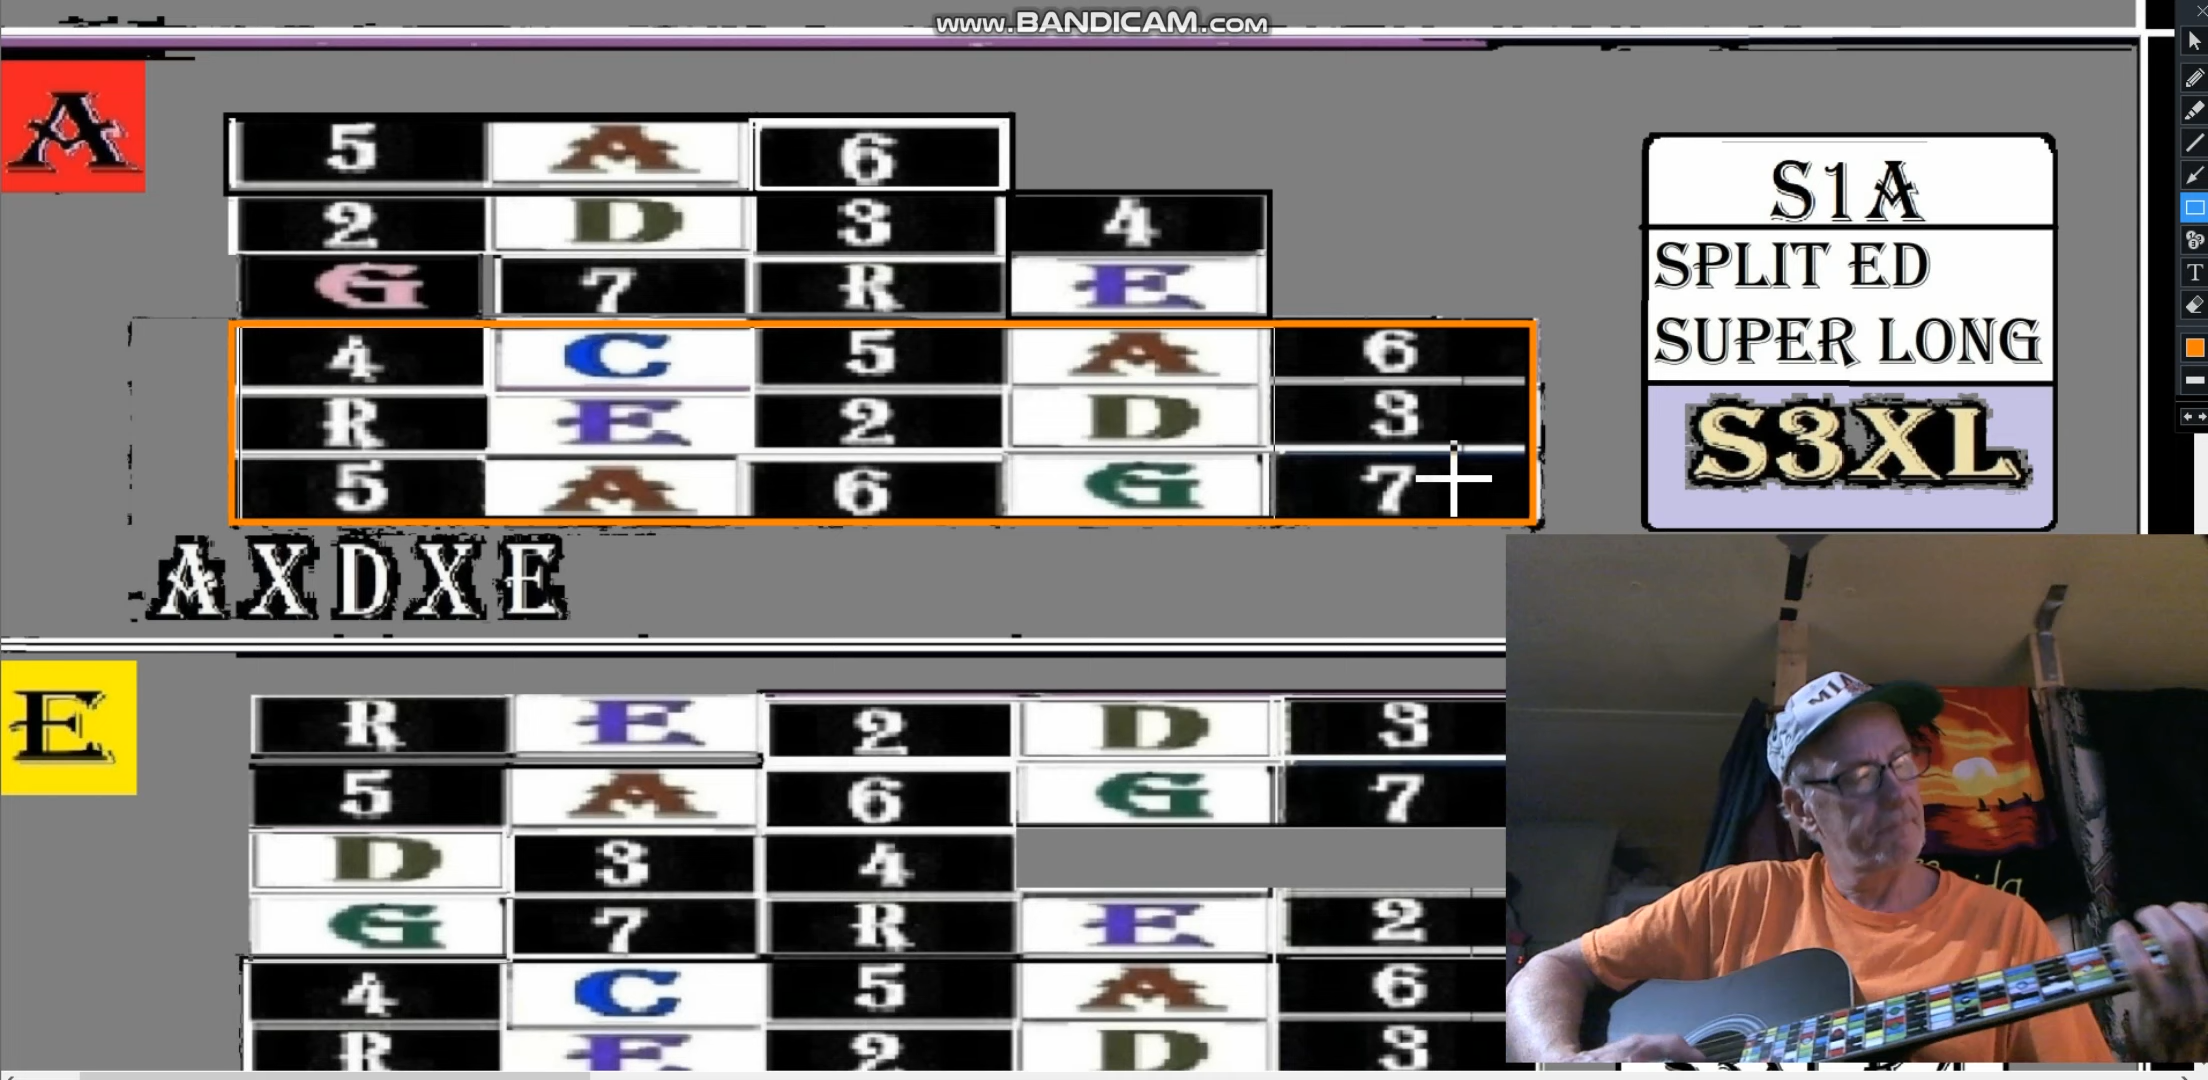 WWW.BANDICAM.COM
A
5 A 6
2 D 3 4
G 7 R E
4 C 5 A 6
R E 2 D 3
5 A 6 G 7
S1A
SPLIT ED
SUPER LONG
S3XL
A X D X E
E
R E 2 D 3
5 A 6 G 7
D 3 4
G 7 R E 2
4 C 5 A 6
R E 2 D 3